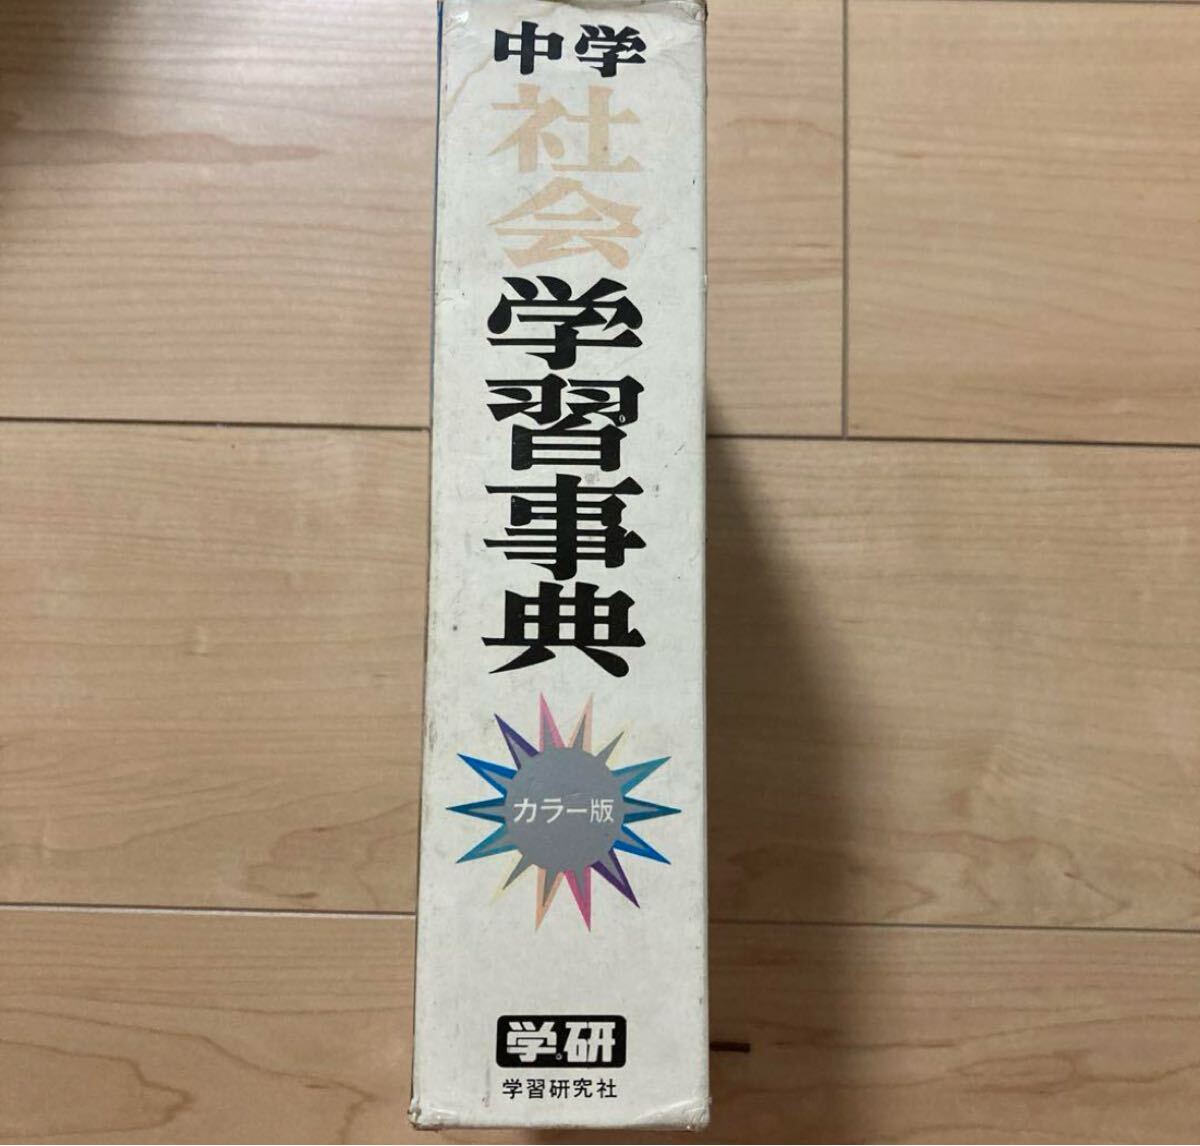 中学
社会
学習事典
カラー版
学研
学習研究社